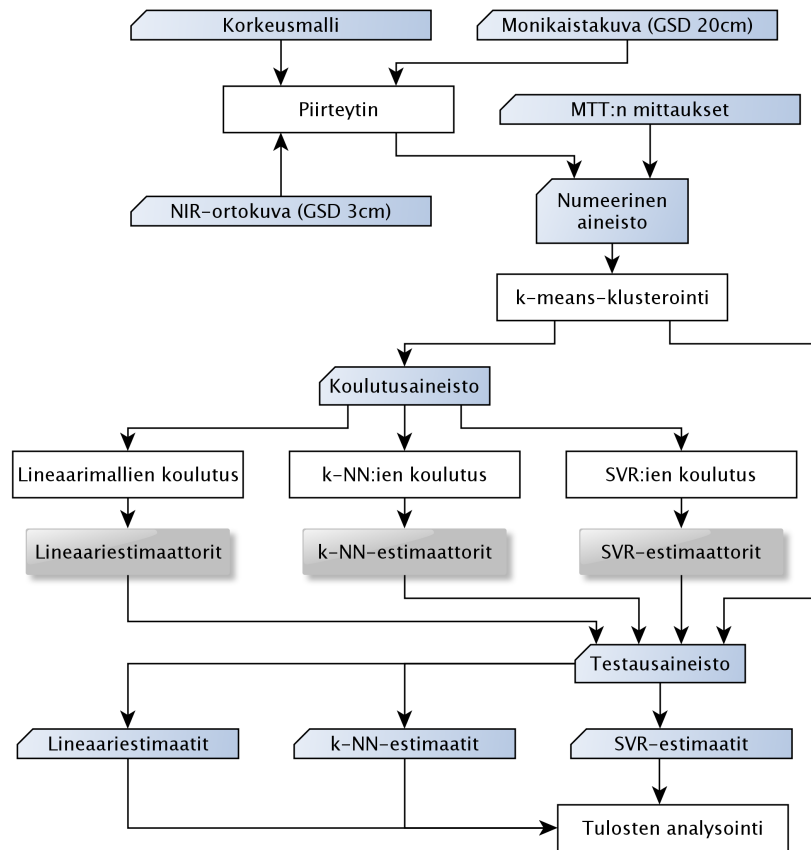 Korkeusmalli
Monikaistakuva (GSD 20cm)
Piirteytin
MTT:n mittaukset
NIR-ortokuva (GSD 3cm)
Numeerinen
aineisto
k-means-klusterointi
Koulutusaineisto
Lineaarimallien koulutus
k-NN:ien koulutus
SVR:ien koulutus
Lineaariestimaattorit
k-NN-estimaattorit
SVR-estimaattorit
Testausaineisto
Lineaariestimaatit
k-NN-estimaatit
SVR-estimaatit
Tulosten analysointi